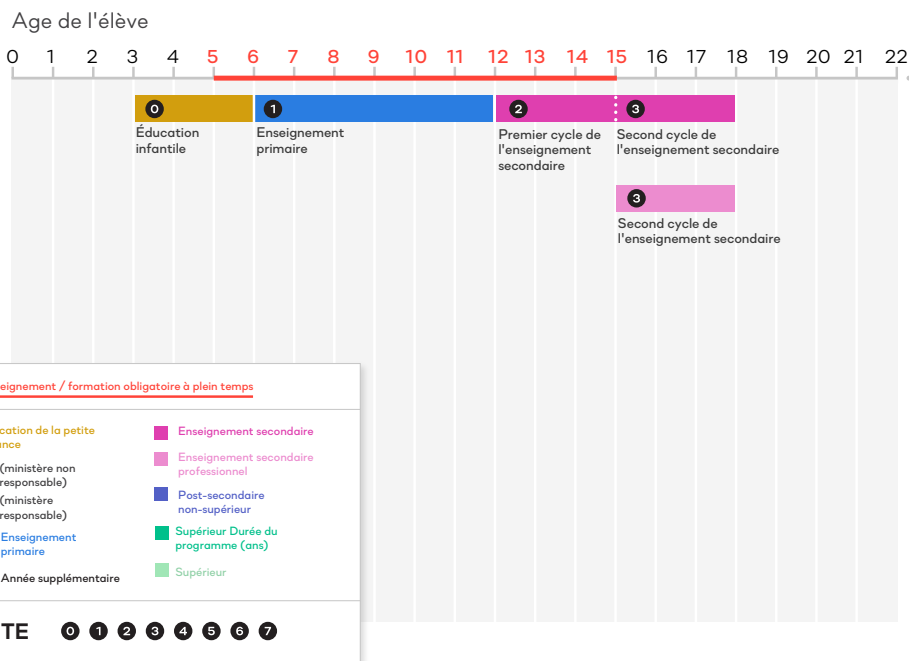 Age de l'élève
0 1 2 3 4 5 6 7 8 9 10 11 12 13 14 15 16 17 18 19 20 21 22
0 1 2 3
Éducation
infantile
Enseignement
primaire
Premier cycle de
l'enseignement
secondaire
Second cycle de
l'enseignement secondaire
3
Second cycle de
l'enseignement secondaire
eignement / formation obligatoire à plein temps
cation de la petite
ance
(ministère non
responsable)
(ministère
responsable)
Enseignement
primaire
Année supplémentaire
Enseignement secondaire
Enseignement secondaire
professionnel
Post-secondaire
non-supérieur
Supérieur Durée du
programme (ans)
Supérieur
TE 0 1 2 3 4 5 6 7